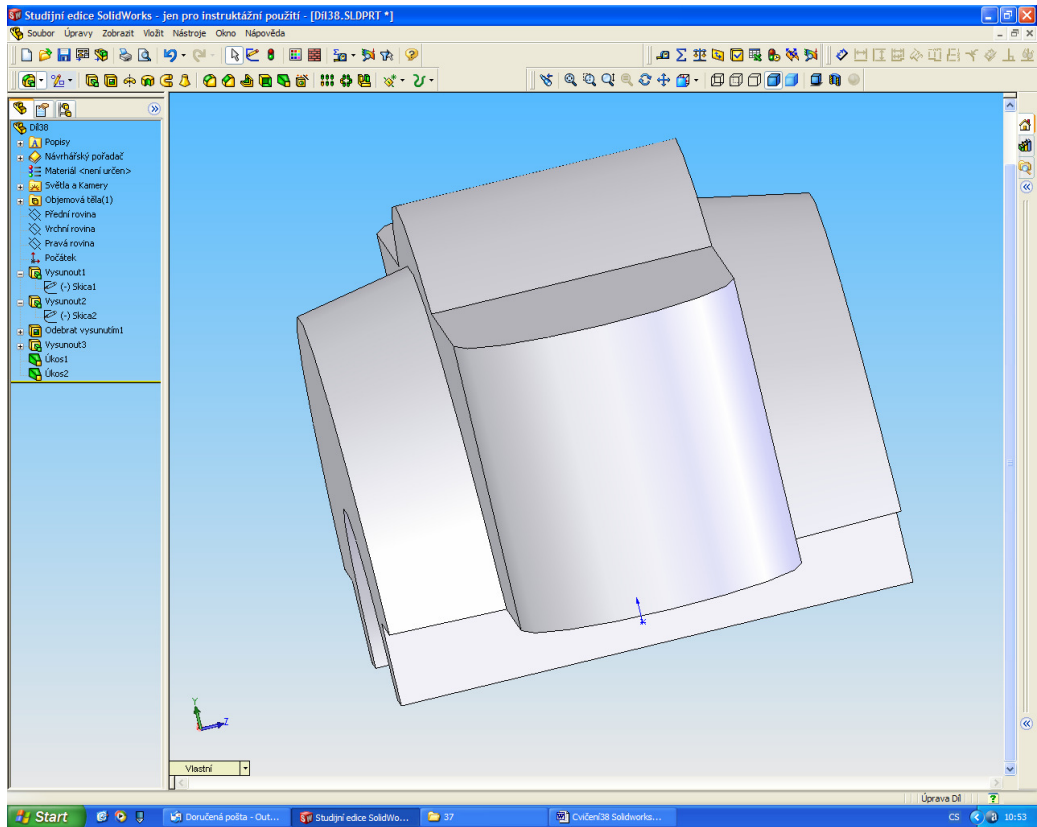 Studijní edice SolidWorks - jen pro instruktážní použití - [Díl38.SLDPRT *]
Soubor Úpravy Zobrazit Vložit Nástroje Okno Nápověda
Díl38
Popisy
Návrhářský pořadač
Materiál <není určen>
Světla a Kamery
Objemová těla(1)
Přední rovina
Vrchní rovina
Pravá rovina
Počátek
Vysunout1
(-) Skica1
Vysunout2
(-) Skica2
Odebrat vysunutím1
Vysunout3
Úkos1
Úkos2
Y
Z
Vlastní
Úprava Díl
Start Doručená pošta - Out... Studijní edice SolidWo... 37 Cvičení38 Solidworks... CS 10:53